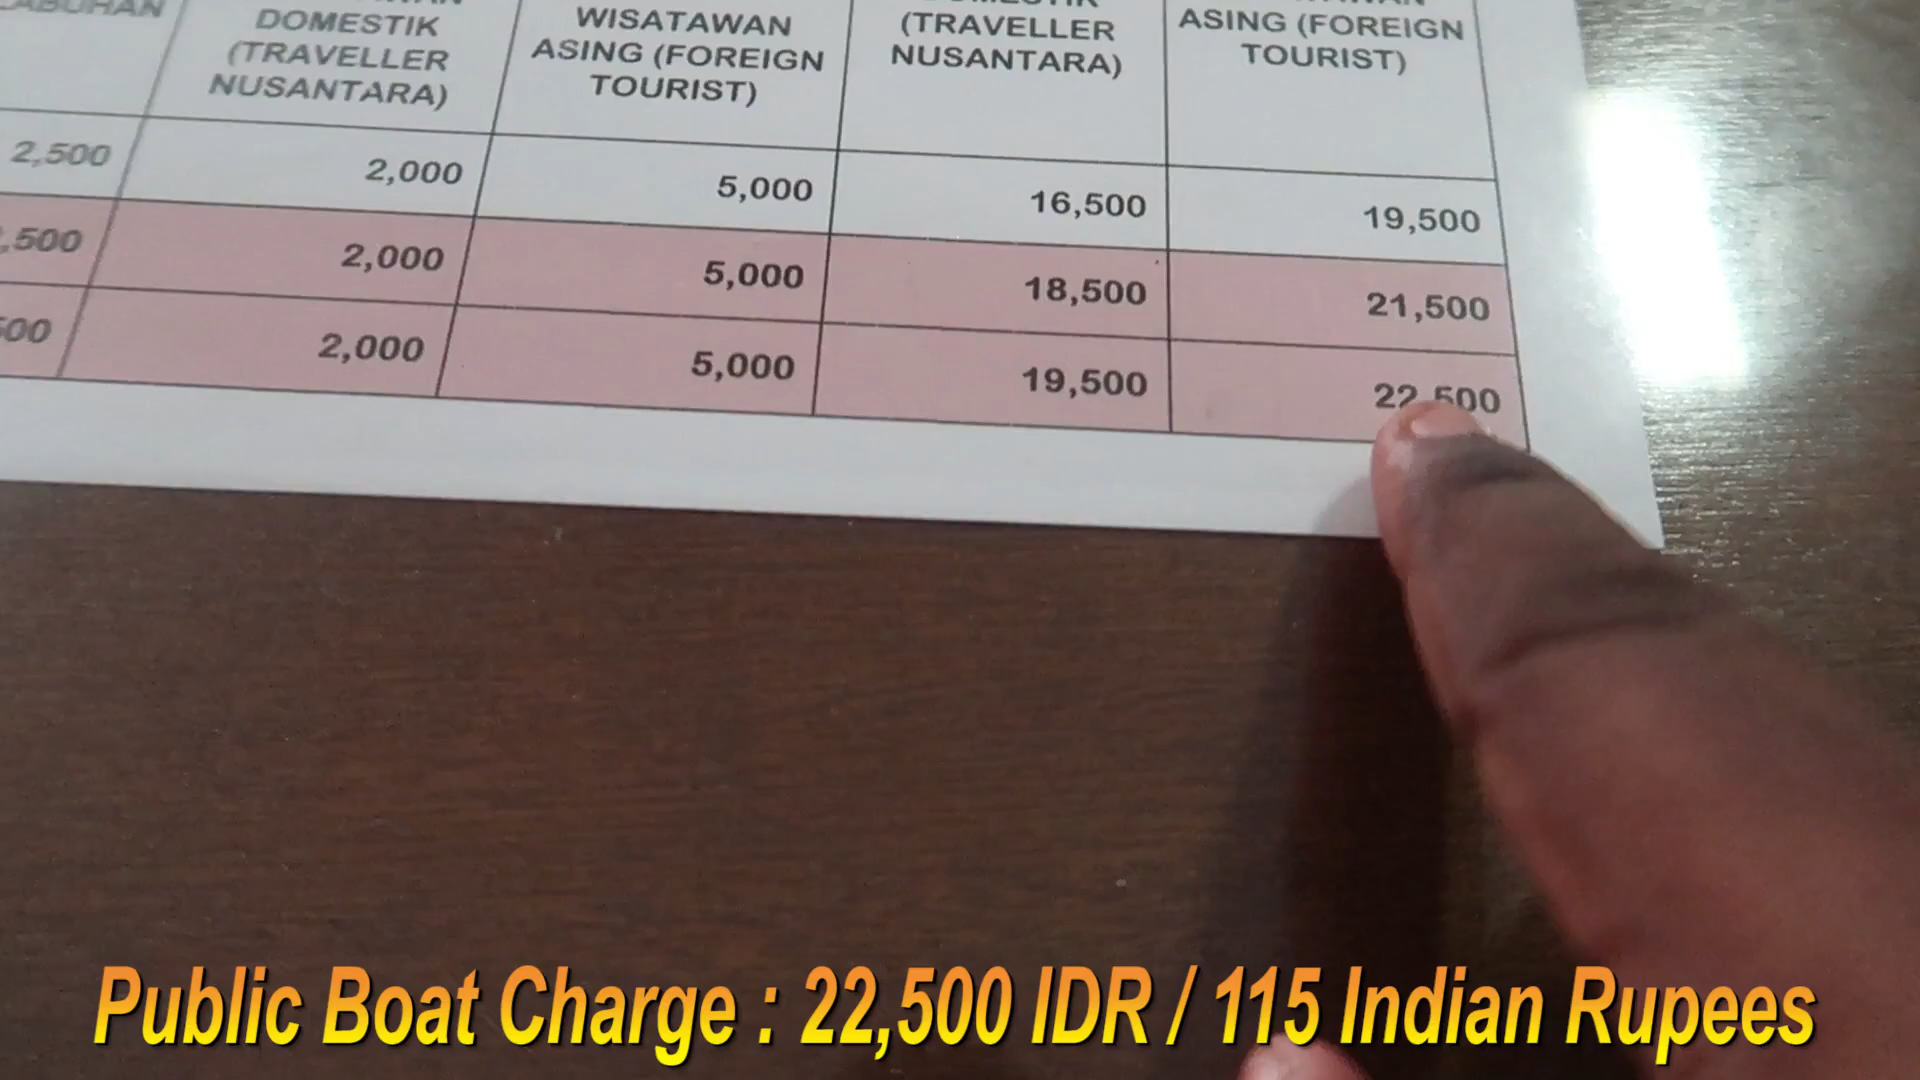 DOMESTIK
(TRAVELLER
NUSANTARA)
WISATAWAN
ASING (FOREIGN
TOURIST)
(TRAVELLER
NUSANTARA)
ASING (FOREIGN
TOURIST)
2,500 2,000 5,000 16,500 19,500
,500 2,000 5,000 18,500 21,500
500 2,000 5,000 19,500 22,500
Public Boat Charge : 22,500 IDR / 115 Indian Rupees